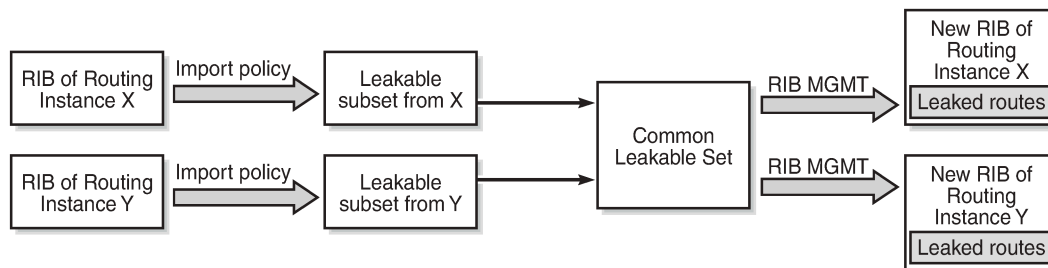 RIB of Routing
Instance X
Import policy
Leakable
subset from X
RIB of Routing
Instance Y
Import policy
Leakable
subset from Y
Common
Leakable Set
RIB MGMT
New RIB of
Routing
Instance X
Leaked routes
RIB MGMT
New RIB of
Routing
Instance Y
Leaked routes